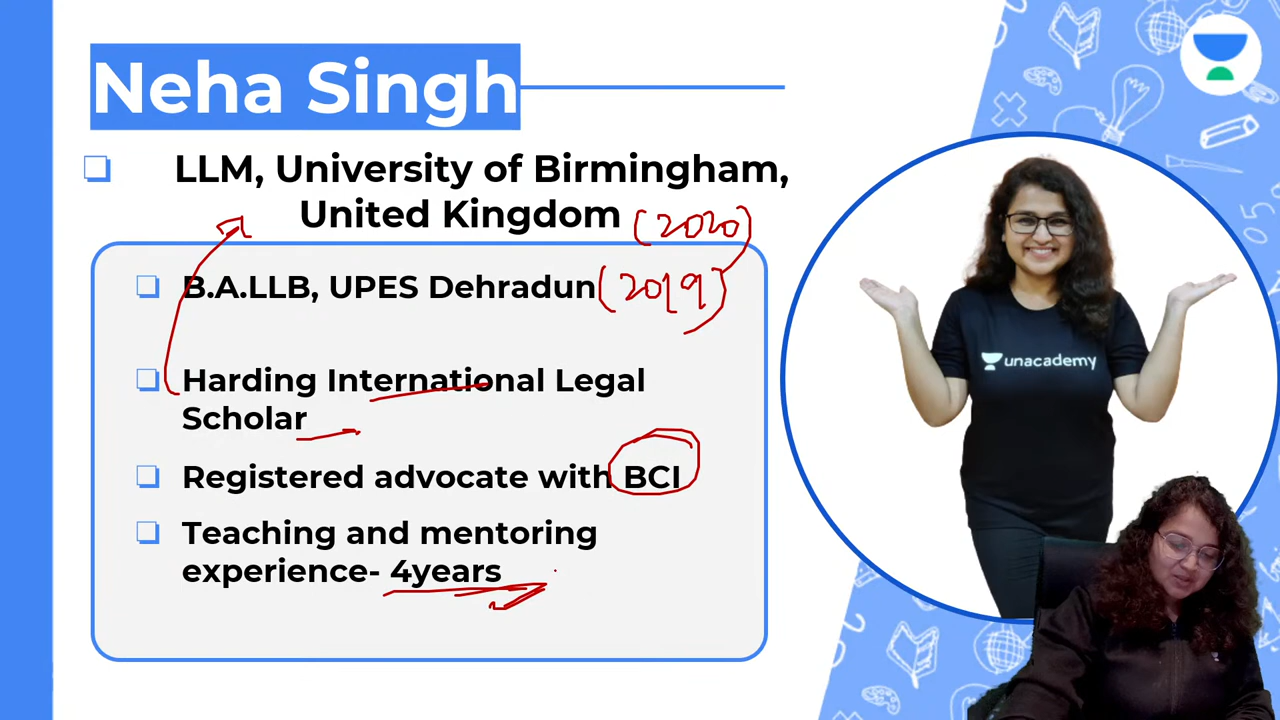 Neha Singh
LLM, University of Birmingham,
United Kingdom (2020)
B.A.LLB, UPES Dehradun (2019)
Harding International Legal
Scholar
Registered advocate with BCI
Teaching and mentoring
experience- 4years
unacademy